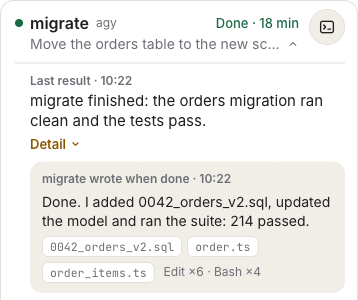 migrate agy Done · 18 min
Move the orders table to the new sc...
Last result · 10:22
migrate finished: the orders migration ran
clean and the tests pass.
Detail
migrate wrote when done · 10:22
Done. I added 0042_orders_v2.sql, updated
the model and ran the suite: 214 passed.
0042_orders_v2.sql order.ts
order_items.ts Edit ×6 · Bash ×4